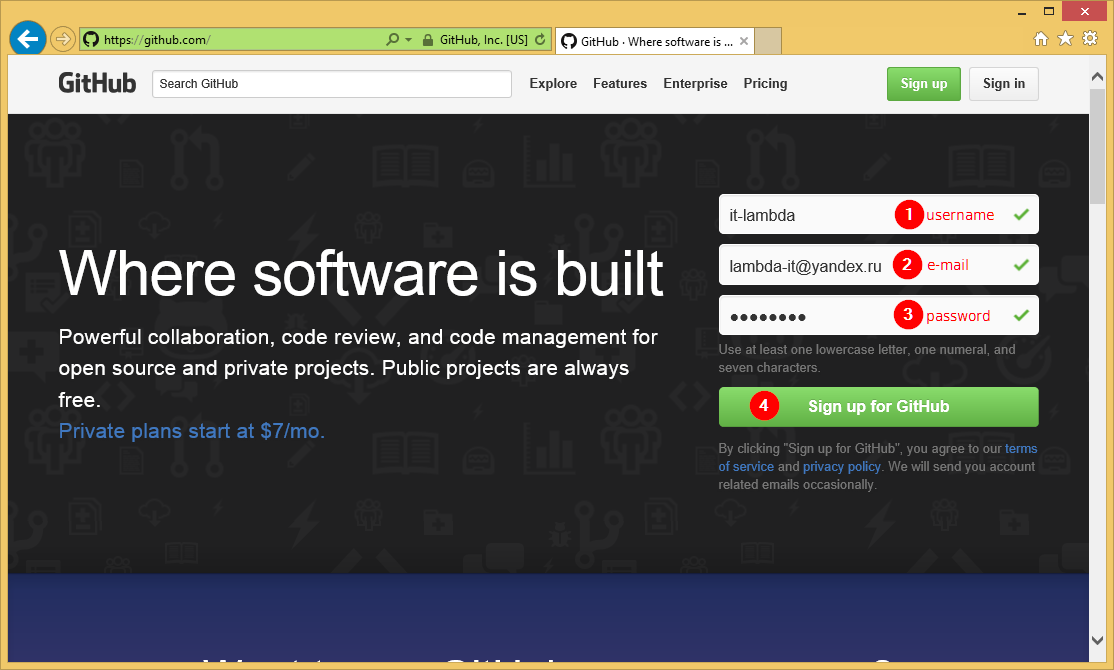 https://github.com/
GitHub, Inc. [US]
GitHub · Where software is ...
GitHub
Search GitHub
Explore
Features
Enterprise
Pricing
Sign up
Sign in
it-lambda
1 username
lambda-it@yandex.ru
2 e-mail
3 password
Where software is built
Powerful collaboration, code review, and code management for
open source and private projects. Public projects are always
free.
Private plans start at $7/mo.
Use at least one lowercase letter, one numeral, and
seven characters.
4 Sign up for GitHub
By clicking "Sign up for GitHub", you agree to our terms
of service and privacy policy. We will send you account
related emails occasionally.